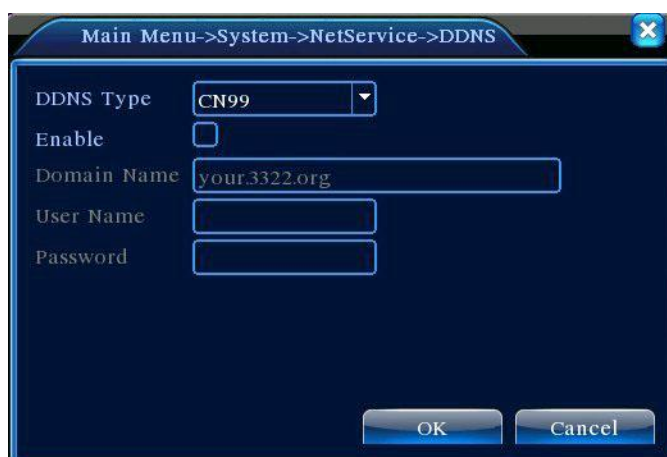 Main Menu->System->NetService->DDNS
DDNS Type CN99
Enable
Domain Name your.3322.org
User Name
Password
OK Cancel